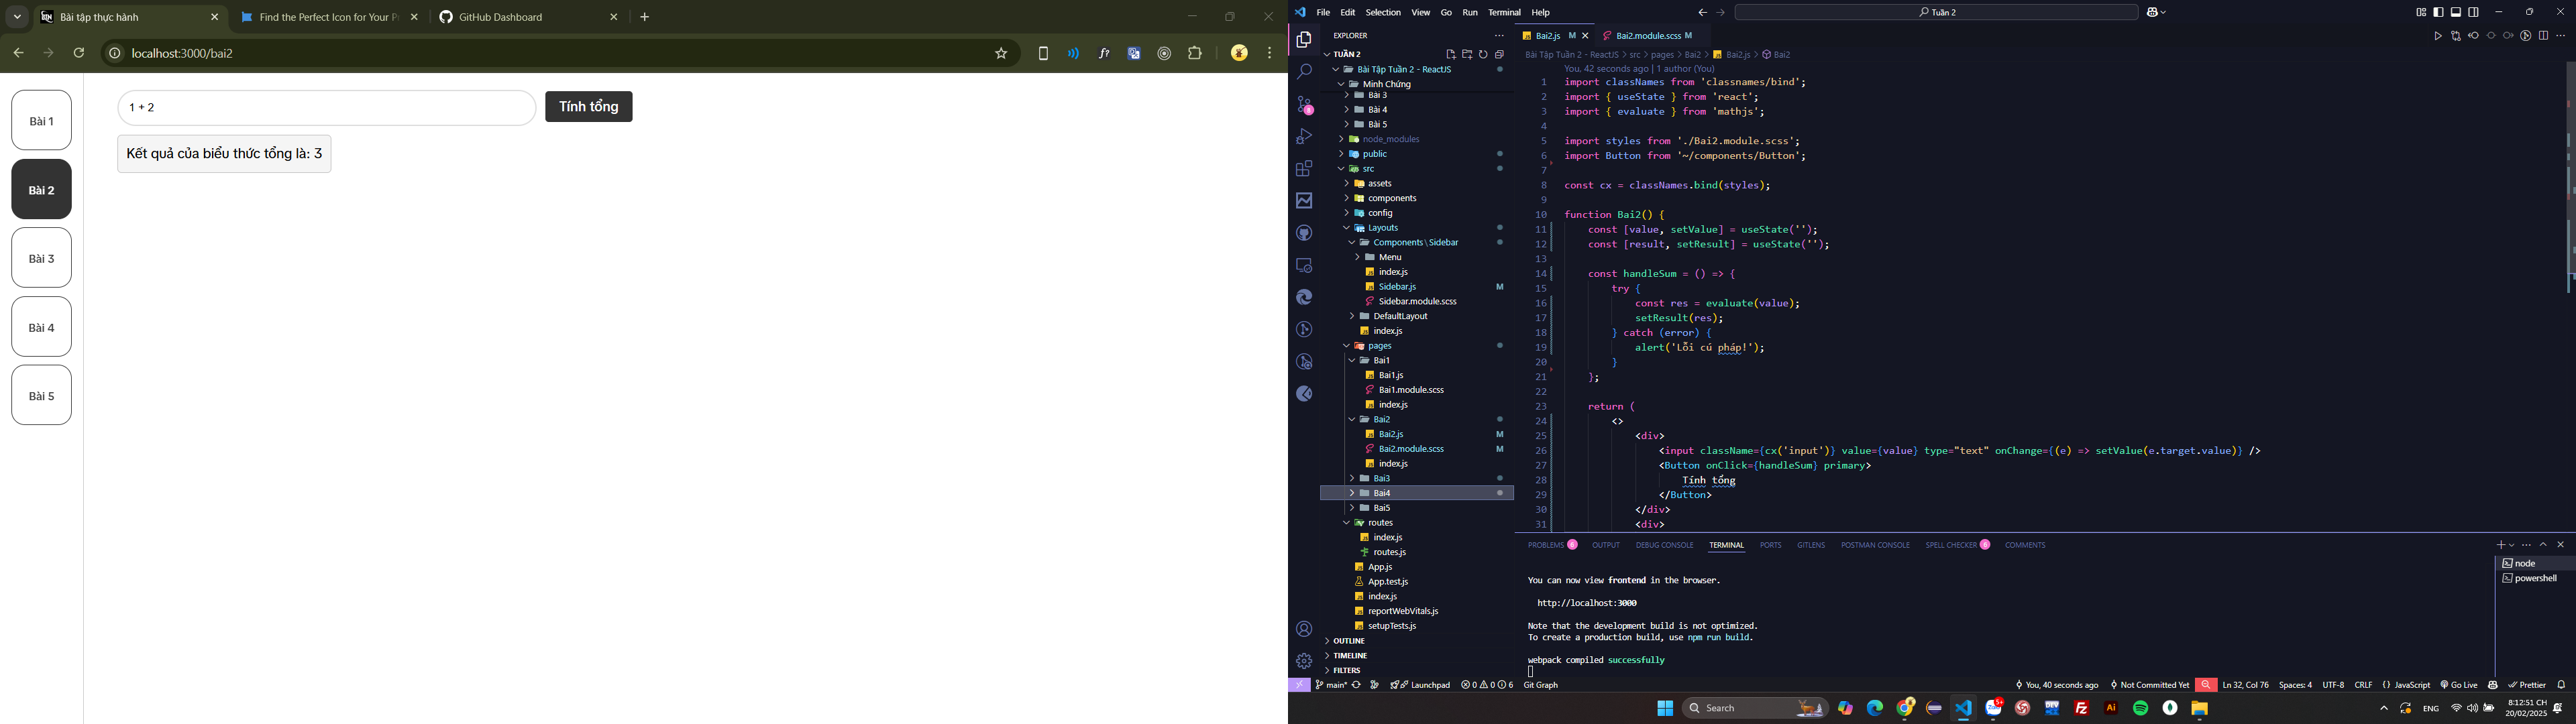 Bài tập thực hành
Find the Perfect Icon for Your P
GitHub Dashboard
localhost:3000/bai2
Bài 1
Bài 2
Bài 3
Bài 4
Bài 5
1 + 2
Tính tổng
Kết quả của biểu thức tổng là: 3
File Edit Selection View Go Run Terminal Help
Tuần 2
EXPLORER
TUẦN 2
Bài Tập Tuần 2 - ReactJS
Minh Chứng
Bài 3
Bài 4
Bài 5
node_modules
public
src
assets
components
config
Layouts
Components \ Sidebar
Menu
index.js
Sidebar.js M
Sidebar.module.scss
DefaultLayout
index.js
pages
Bai1
Bai1.js
Bai1.module.scss
index.js
Bai2
Bai2.js M
Bai2.module.scss M
index.js
Bai3
Bai4
Bai5
routes
index.js
routes.js
App.js
App.test.js
index.js
reportWebVitals.js
setupTests.js
OUTLINE
TIMELINE
FILTERS
Bai2.js M
Bai2.module.scss M
Bài Tập Tuần 2 - ReactJS > src > pages > Bai2 > Bai2.js > Bai2
You, 42 seconds ago | 1 author (You)
1 import classNames from 'classnames/bind';
2 import { useState } from 'react';
3 import { evaluate } from 'mathjs';
4
5 import styles from './Bai2.module.scss';
6 import Button from '~/components/Button';
7
8 const cx = classNames.bind(styles);
9
10 function Bai2() {
11 const [value, setValue] = useState('');
12 const [result, setResult] = useState('');
13
14 const handleSum = () => {
15 try {
16 const res = evaluate(value);
17 setResult(res);
18 } catch (error) {
19 alert('Lỗi cú pháp!');
20 }
21 };
22
23 return (
24 <>
25 <div>
26 <input className={cx('input')} value={value} type="text" onChange={(e) => setValue(e.target.value)} />
27 <Button onClick={handleSum} primary>
28 Tính tổng
29 </Button>
30 </div>
31 <div>
PROBLEMS 6 OUTPUT DEBUG CONSOLE TERMINAL PORTS GITLENS POSTMAN CONSOLE SPELL CHECKER 6 COMMENTS
You can now view frontend in the browser.
http://localhost:3000
Note that the development build is not optimized.
To create a production build, use npm run build.
webpack compiled successfully
node
powershell
main* Launchpad 0 0 6 Git Graph
You, 40 seconds ago Not Committed Yet Ln 32, Col 76 Spaces: 4 UTF-8 CRLF {} JavaScript Go Live Prettier
Search
ENG
8:12:51 CH
20/02/2025